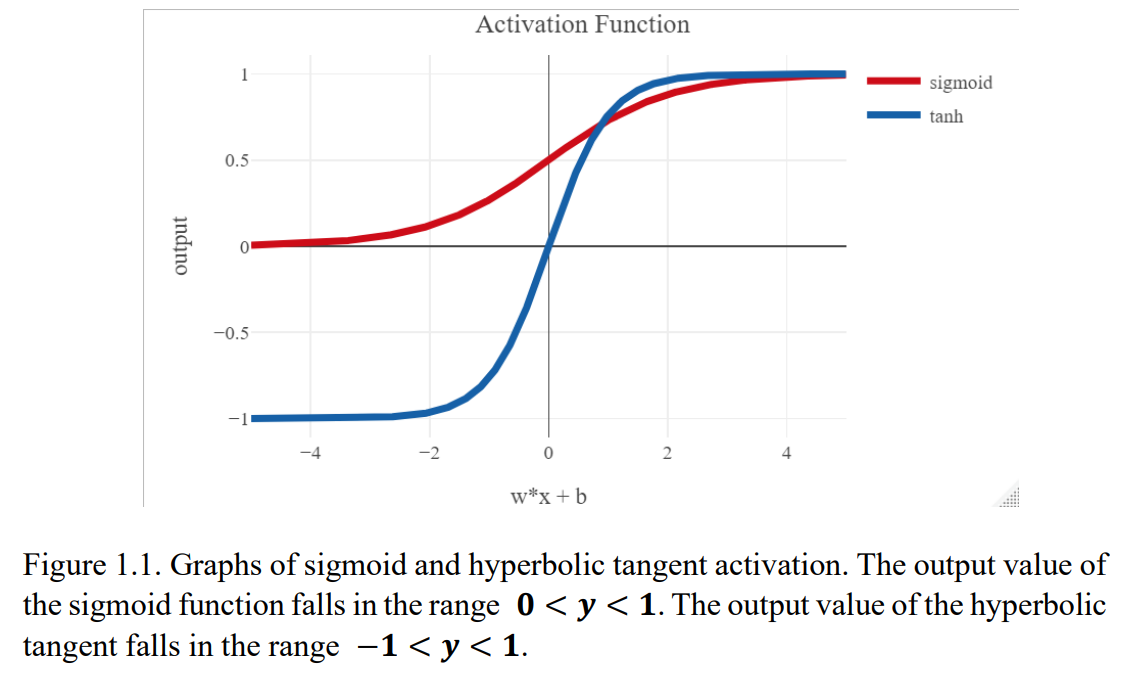 Activation Function
sigmoid
tanh
1
0.5
0
−0.5
−1
output
−4
−2
0
2
4
w*x + b
Figure 1.1. Graphs of sigmoid and hyperbolic tangent activation. The output value of
the sigmoid function falls in the range 0 < y < 1. The output value of the hyperbolic
tangent falls in the range −1 < y < 1.